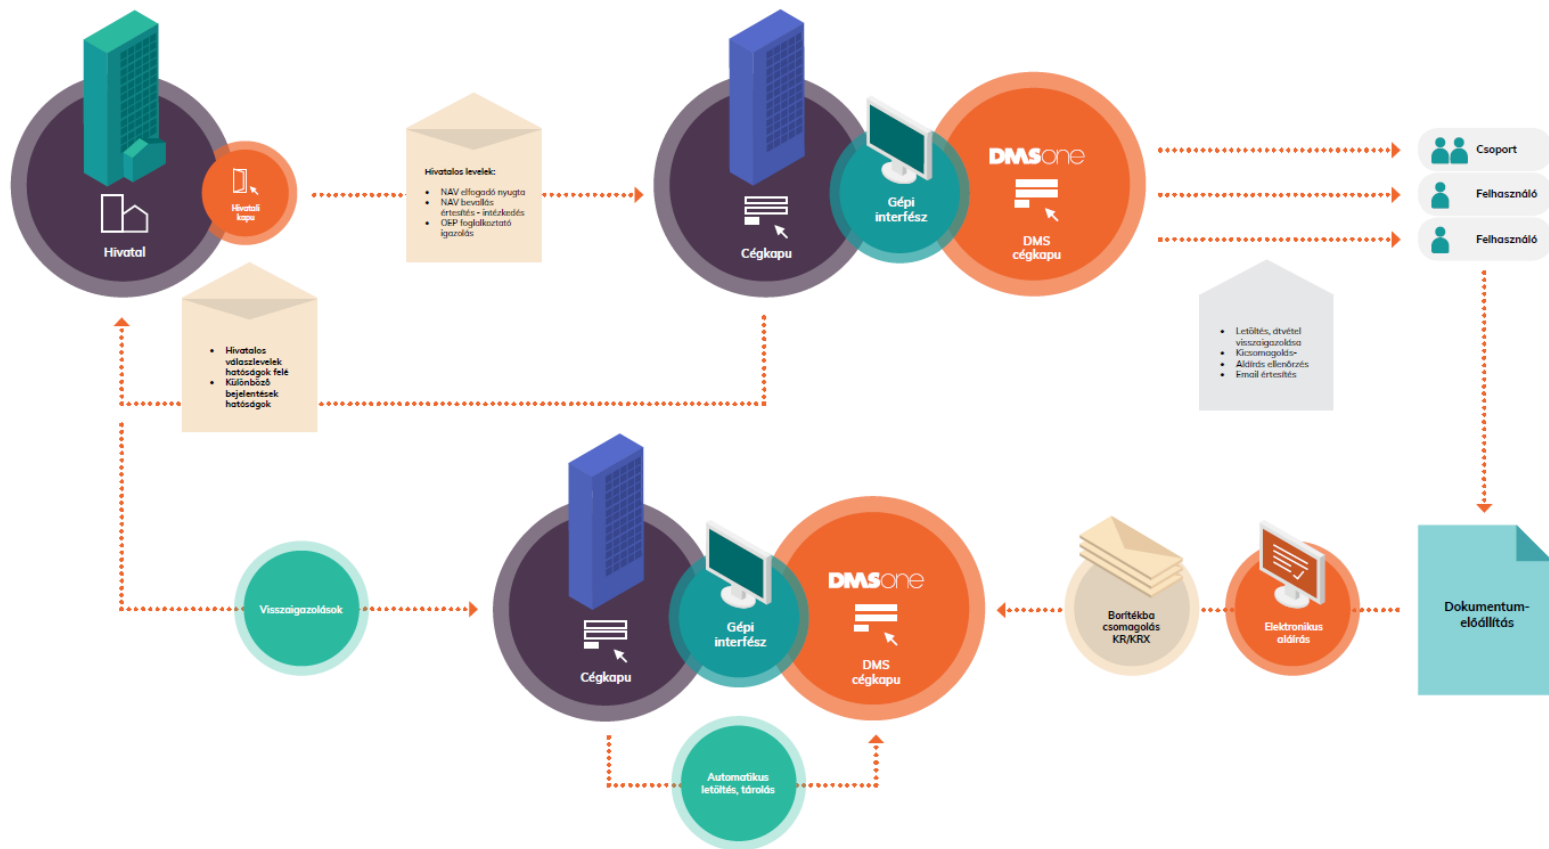 Hivatal
Hivatali
kapu
Hivatalos levelek:
• NAV elfogadó nyugta
• NAV bevallás
értesítés - intézkedés
• OEP foglalkoztató
igazolás
Cégkapu
Gépi
interfész
DMSone
DMS
cégkapu
Csoport
Felhasználó
Felhasználó
• Hivatalos
válaszlevelek
hatóságok felé
• Különböző
bejelentések
hatóságok
• Letöltés, átvétel
visszaigazolása
• Kicsomagolás-
• Aláírás ellenőrzés
• Email értesítés
Visszaigazolások
Cégkapu
Gépi
interfész
DMSone
DMS
cégkapu
Borítékba
csomagolás
KR/KRX
Elektronikus
aláírás
Dokumentum-
előállítás
Automatikus
letöltés, tárolás